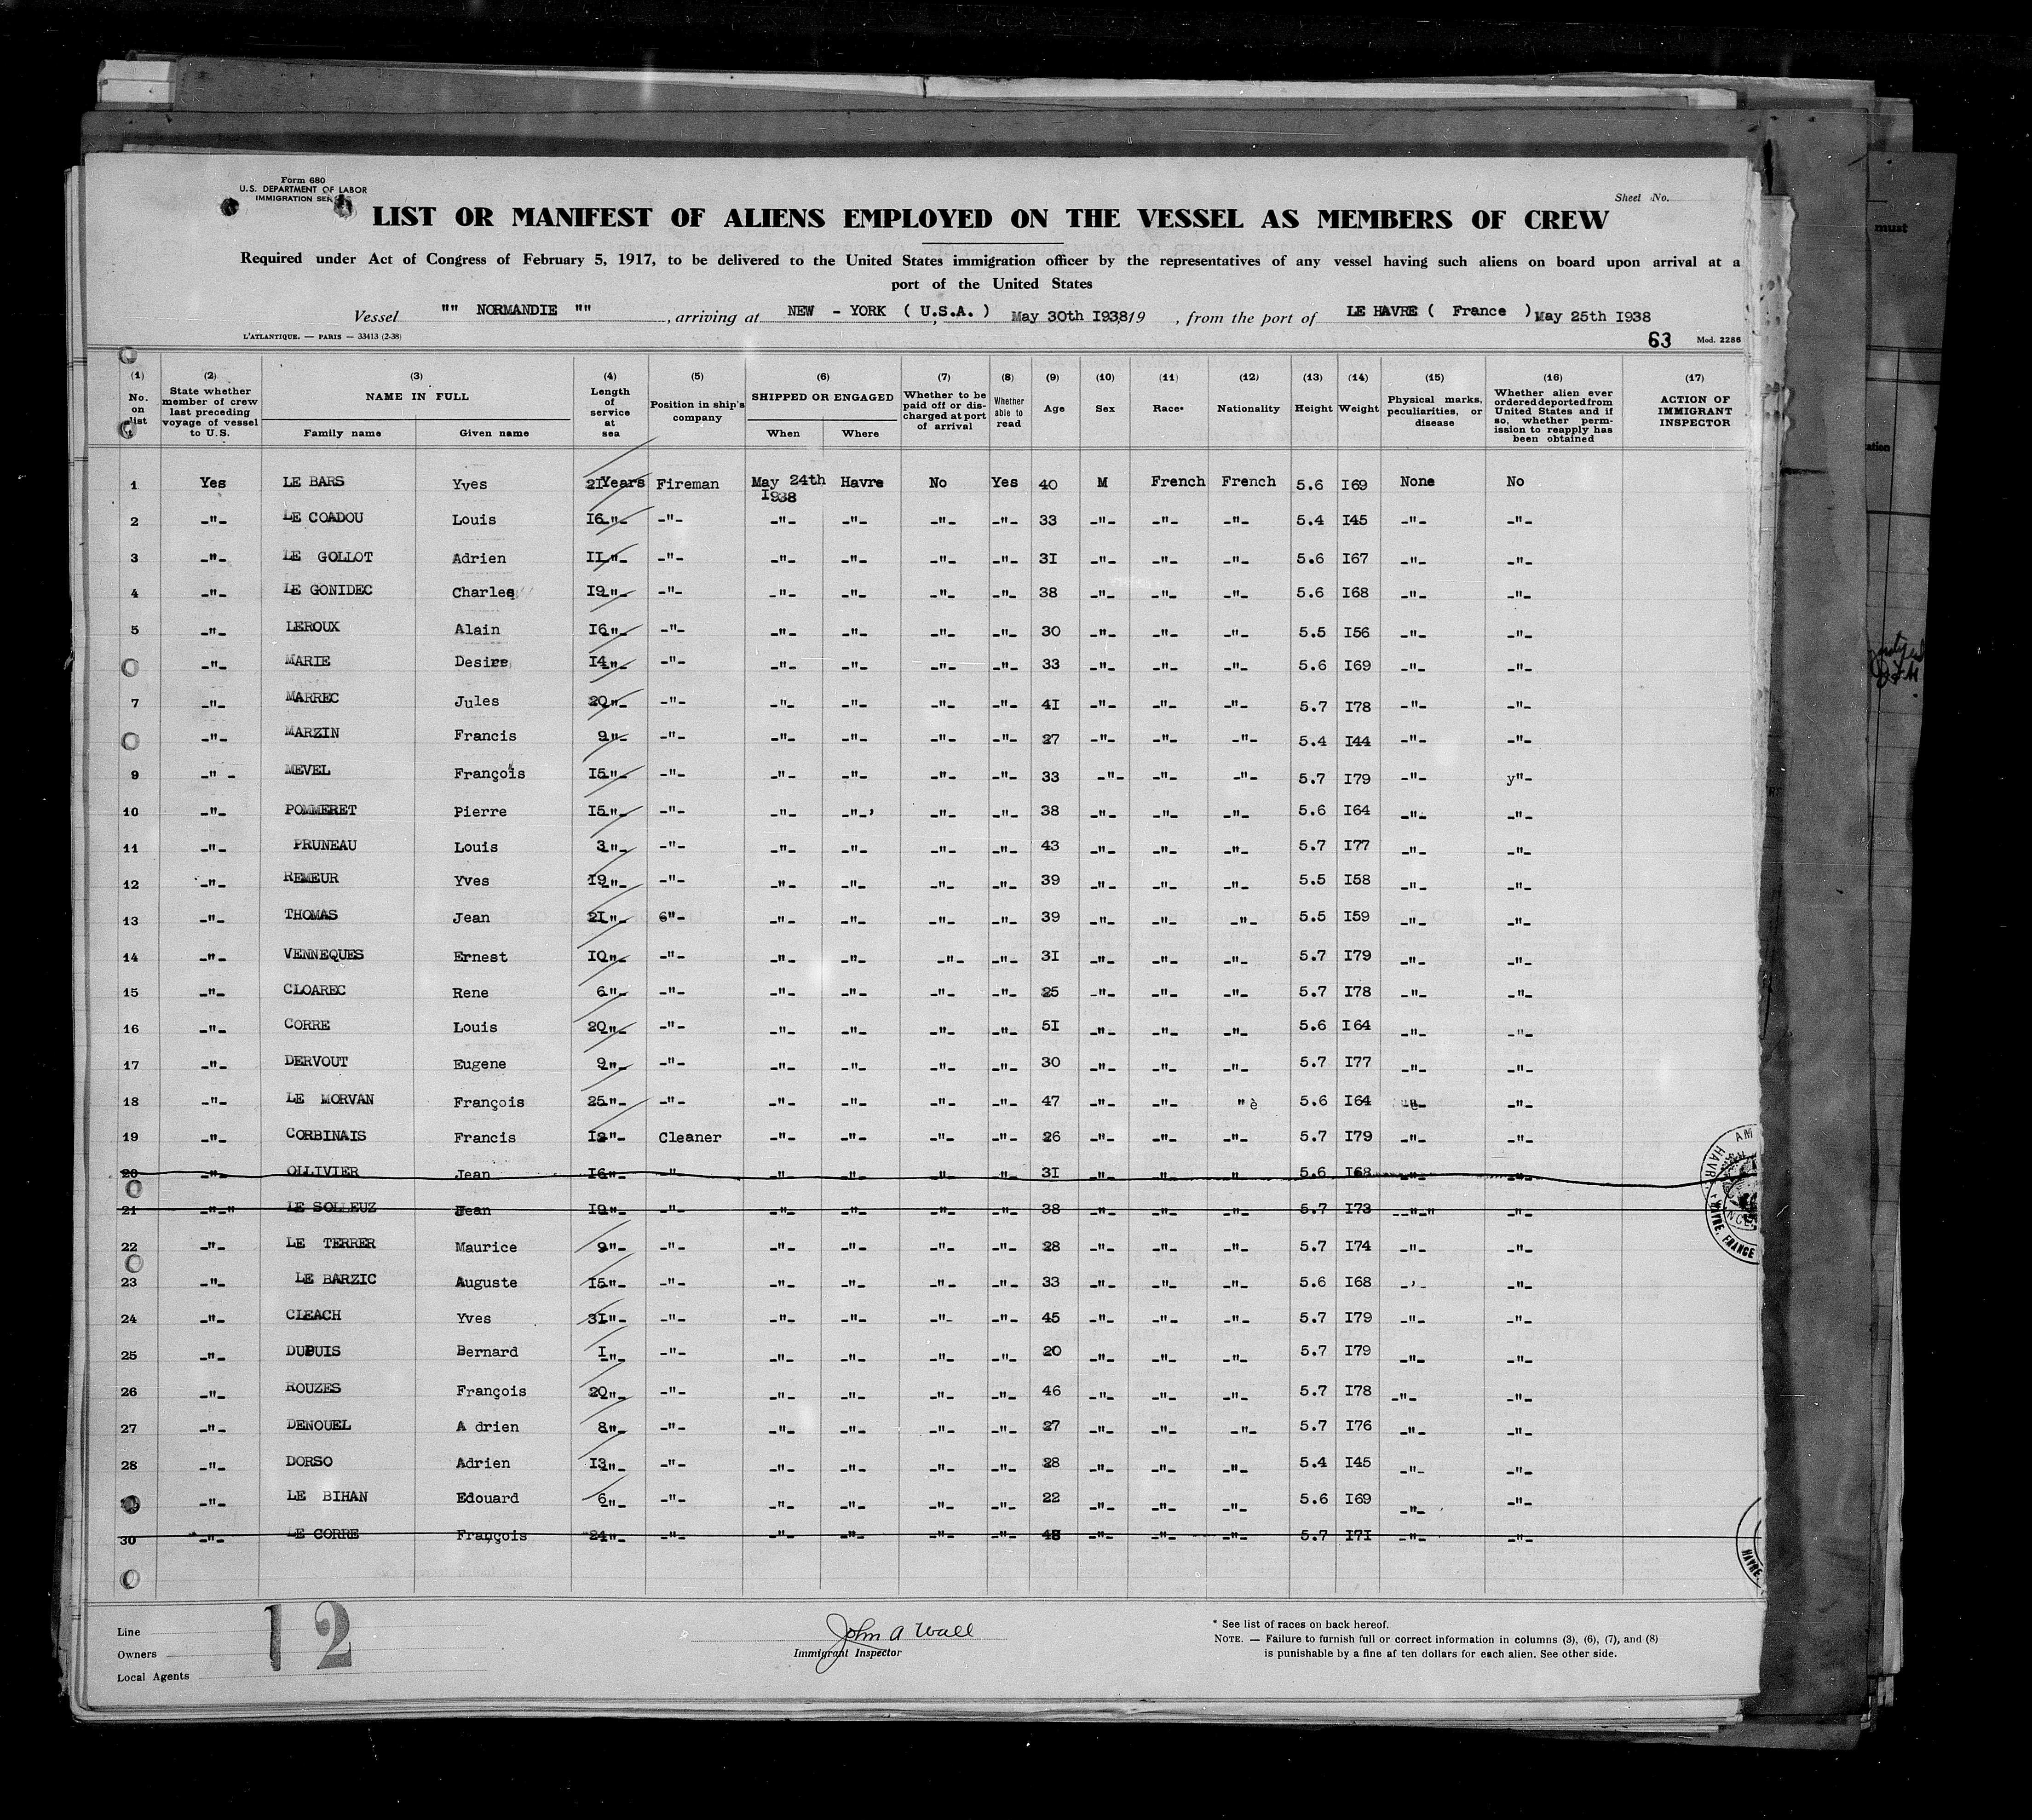 Form 680
U.S. DEPARTMENT OF LABOR
IMMIGRATION
Sheet No.
LIST OR MANIFEST OF ALIENS EMPLOYED ON THE VESSEL AS MEMBERS OF CREW
Required under Act of Congress of February 5, 1917, to be delivered to the United States immigration officer by the representatives of any vessel having such aliens on board upon arrival at a
port of the United States
Vessel "" NORMANDIE "" , arriving at NEW - YORK ( U.S.A. ) May 30th I938, 19 , from the port of LE HAVRE ( France ) May 25th I938
L'ATLANTIQUE. — PARIS — 33413 (2-38) 63 Mod. 2286
(1) No. on list (2) State whether member of crew last preceding voyage of vessel to U.S. (3) NAME IN FULL Family name Given name (4) Length of service at sea (5) Position in ship's company (6) SHIPPED OR ENGAGED When Where (7) Whether to be paid off or discharged at port of arrival (8) Whether able to read (9) Age (10) Sex (11) Race* (12) Nationality (13) Height (14) Weight (15) Physical marks, peculiarities, or disease (16) Whether alien ever ordered deported from United States and if so, whether permission to reapply has been obtained (17) ACTION OF IMMIGRANT INSPECTOR
1 Yes LE BARS Yves 2I Years Fireman May 24th I938 Havre No Yes 40 M French French 5.6 I69 None No
2 -"- LE COADOU Louis I6 -"- -"- -"- -"- -"- -"- 33 -"- -"- -"- 5.4 I45 -"- -"-
3 -"- LE GOLLOT Adrien II -"- -"- -"- -"- -"- -"- 3I -"- -"- -"- 5.6 I67 -"- -"-
4 -"- LE GONIDEC Charles I9 -"- -"- -"- -"- -"- -"- 38 -"- -"- -"- 5.6 I68 -"- -"-
5 -"- LEROUX Alain I6 -"- -"- -"- -"- -"- -"- 30 -"- -"- -"- 5.5 I56 -"- -"-
-"- MARIE Desire I4 -"- -"- -"- -"- -"- -"- 33 -"- -"- -"- 5.6 I69 -"- -"-
7 -"- MARREC Jules 20 -"- -"- -"- -"- -"- -"- 4I -"- -"- -"- 5.7 I78 -"- -"-
-"- MARZIN Francis 9 -"- -"- -"- -"- -"- -"- 27 -"- -"- -"- 5.4 I44 -"- -"-
9 -" - MEVEL François I5 -"- -"- -"- -"- -"- -"- 33 -"- -"- -"- 5.7 I79 -"- y"-
10 -"- POMMERET Pierre I5 -"- -"- -"- -"-, -"- -"- 38 -"- -"- -"- 5.6 I64 -"- -"-
11 -"- PRUNEAU Louis 3 -"- -"- -"- -"- -"- -"- 43 -"- -"- -"- 5.7 I77 -"- -"-
12 -"- REMEUR Yves I9 -"- -"- -"- -"- -"- -"- 39 -"- -"- -"- 5.5 I58 -"- -"-
13 -"- THOMAS Jean 2I -"- 6"- -"- -"- -"- -"- 39 -"- -"- -"- 5.5 I59 -"- -"-
14 -"- VENNEQUES Ernest I0 -"- -"- -"- -"- -"- -"- 3I -"- -"- -"- 5.7 I79 -"- -"-
15 -"- CLOAREC Rene 6 -"- -"- -"- -"- -"- -"- 25 -"- -"- -"- 5.7 I78 -"- -"-
16 -"- CORRE Louis 20 -"- -"- -"- -"- -"- -"- 5I -"- -"- -"- 5.6 I64 -"- -"-
17 -"- DERVOUT Eugene 9 -"- -"- -"- -"- -"- -"- 30 -"- -"- -"- 5.7 I77 -"- -"-
18 -"- LE MORVAN François 25 -"- -"- -"- -"- -"- -"- 47 -"- -"- "è 5.6 I64 -"- -"-
19 -"- CORBINAIS Francis -"- Cleaner -"- -"- -"- -"- 26 -"- -"- -"- 5.7 I79 -"- -"-
20 -"- OLLIVIER Jean I6 -"- -"- -"- -"- -"- -"- 3I -"- -"- -"- 5.6 I68 -"- -"-
21 -"-" LE SOLLEUZ Jean I9 -"- -"- -"- -"- -"- -"- 38 -"- -"- -"- 5.7 I73 -"-" -"-
22 -"- LE TERRER Maurice 9 -"- -"- -"- -"- -"- -"- 28 -"- -"- -"- 5.7 I74 -"- -"-
23 -"- LE BARZIC Auguste I5 -"- -"- -"- -"- -"- -"- 33 -"- -"- -"- 5.6 I68 -'- -"-
24 -"- CLEACH Yves 3I -"- -"- -"- -"- -"- -"- 45 -"- -"- -"- 5.7 I79 -"- -"-
25 -"- DUPUIS Bernard I -"- -"- -"- -"- -"- -"- 20 -"- -"- -"- 5.7 I79 -"- -"-
26 -"- ROUZES François 20 -"- -"- -"- -"- -"- -"- 46 -"- -"- -"- 5.7 I78 -"- -"-
27 -"- DENOUEL A drien 8 -"- -"- -"- -"- -"- -"- 27 -"- -"- -"- 5.7 I76 -"- -"-
28 -"- DORSO Adrien I3 -"- -"- -"- -"- -"- -"- 28 -"- -"- -"- 5.4 I45 -"- -"-
-"- LE BIHAN Edouard 6 -"- -"- -"- -"- -"- -"- 22 -"- -"- -"- 5.6 I69 -"- -"-
30 -"- LE CORRE François 24 -"- -"- -"- -"- -"- -"- 48 -"- -"- -"- 5.7 I7I -"- -"-
Line
Owners
Local Agents
12
John A Wall
Immigrant Inspector
* See list of races on back hereof.
NOTE. — Failure to furnish full or correct information in columns (3), (6), (7), and (8)
is punishable by a fine af ten dollars for each alien. See other side.
must
HAVRE, FRANCE
HAVRE